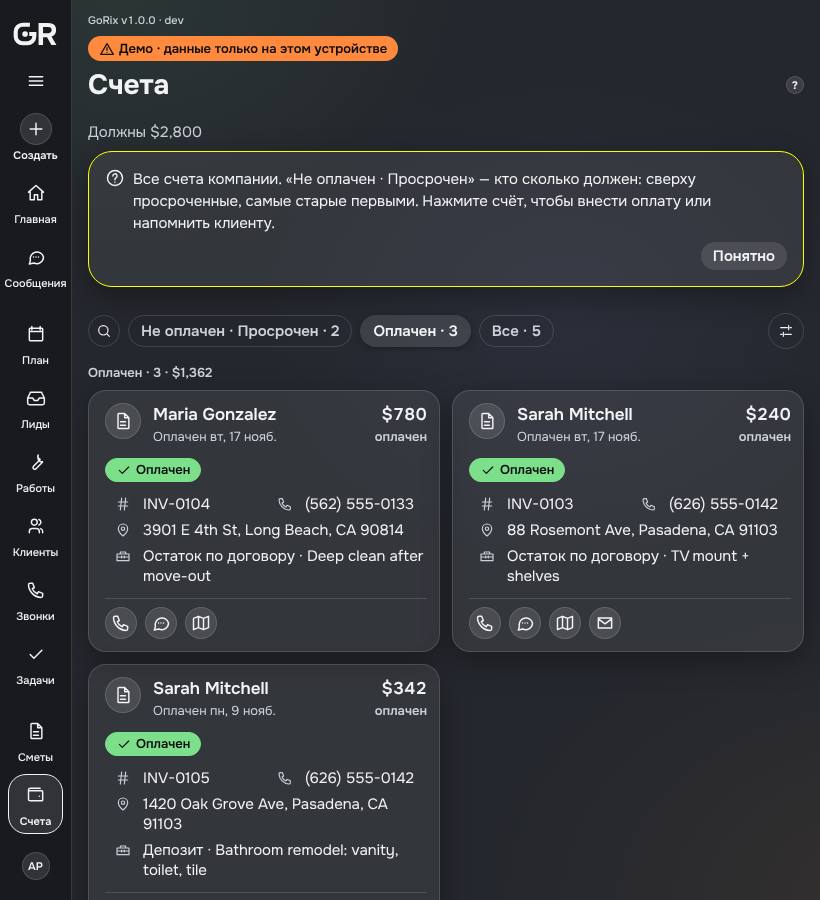 GR
GoRix v1.0.0 · dev
Демо · данные только на этом устройстве
Счета
?
Должны $2,800
Все счета компании. «Не оплачен · Просрочен» — кто сколько должен: сверху
просроченные, самые старые первыми. Нажмите счёт, чтобы внести оплату или
напомнить клиенту.
Понятно
Не оплачен · Просрочен · 2
Оплачен · 3
Все · 5
Оплачен · 3 · $1,362
Maria Gonzalez
$780
Оплачен вт, 17 нояб.
оплачен
Оплачен
INV-0104
(562) 555-0133
3901 E 4th St, Long Beach, CA 90814
Остаток по договору · Deep clean after
move-out
Sarah Mitchell
$240
Оплачен вт, 17 нояб.
оплачен
Оплачен
INV-0103
(626) 555-0142
88 Rosemont Ave, Pasadena, CA 91103
Остаток по договору · TV mount +
shelves
Sarah Mitchell
$342
Оплачен пн, 9 нояб.
оплачен
Оплачен
INV-0105
(626) 555-0142
1420 Oak Grove Ave, Pasadena, CA
91103
Депозит · Bathroom remodel: vanity,
toilet, tile
Создать
Главная
Сообщения
План
Лиды
Работы
Клиенты
Звонки
Задачи
Сметы
Счета
AP